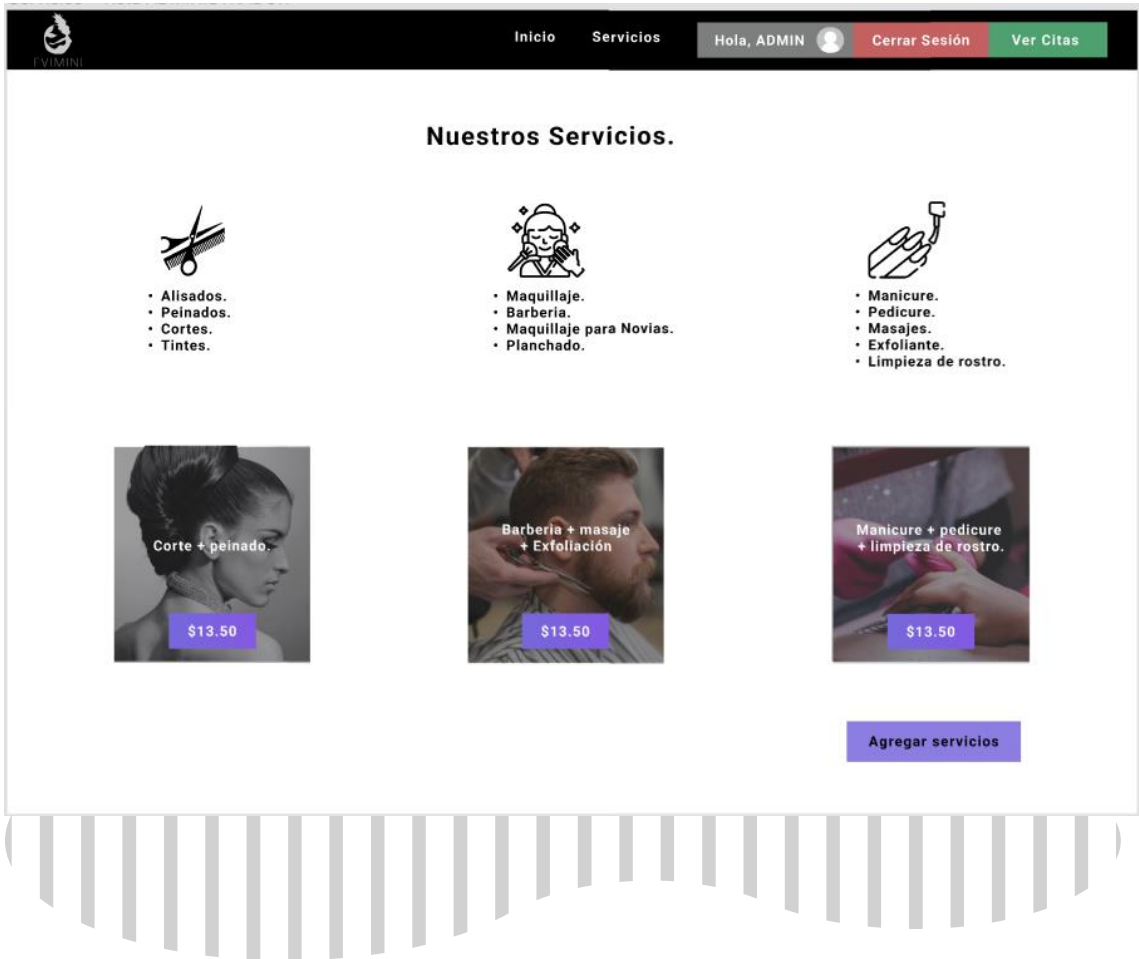 FVIMINI
Inicio
Servicios
Hola, ADMIN
Cerrar Sesión
Ver Citas
Nuestros Servicios.
• Alisados.
• Peinados.
• Cortes.
• Tintes.
• Maquillaje.
• Barberia.
• Maquillaje para Novias.
• Planchado.
• Manicure.
• Pedicure.
• Masajes.
• Exfoliante.
• Limpieza de rostro.
Corte + peinado.
$13.50
Barberia + masaje
+ Exfoliación
$13.50
Manicure + pedicure
+ limpieza de rostro.
$13.50
Agregar servicios